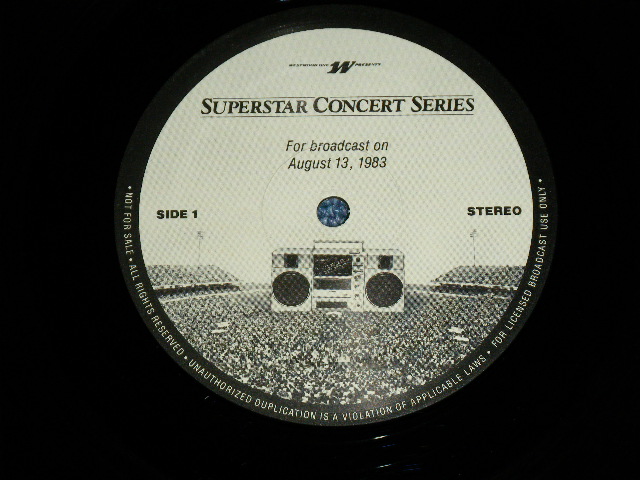 WESTWOOD ONE W PRESENTS
SUPERSTAR CONCERT SERIES
For broadcast on
August 13, 1983
SIDE 1
STEREO
• NOT FOR SALE • ALL RIGHTS RESERVED • UNAUTHORIZED DUPLICATION IS A VIOLATION OF APPLICABLE LAWS • FOR LICENSED BROADCAST USE ONLY •